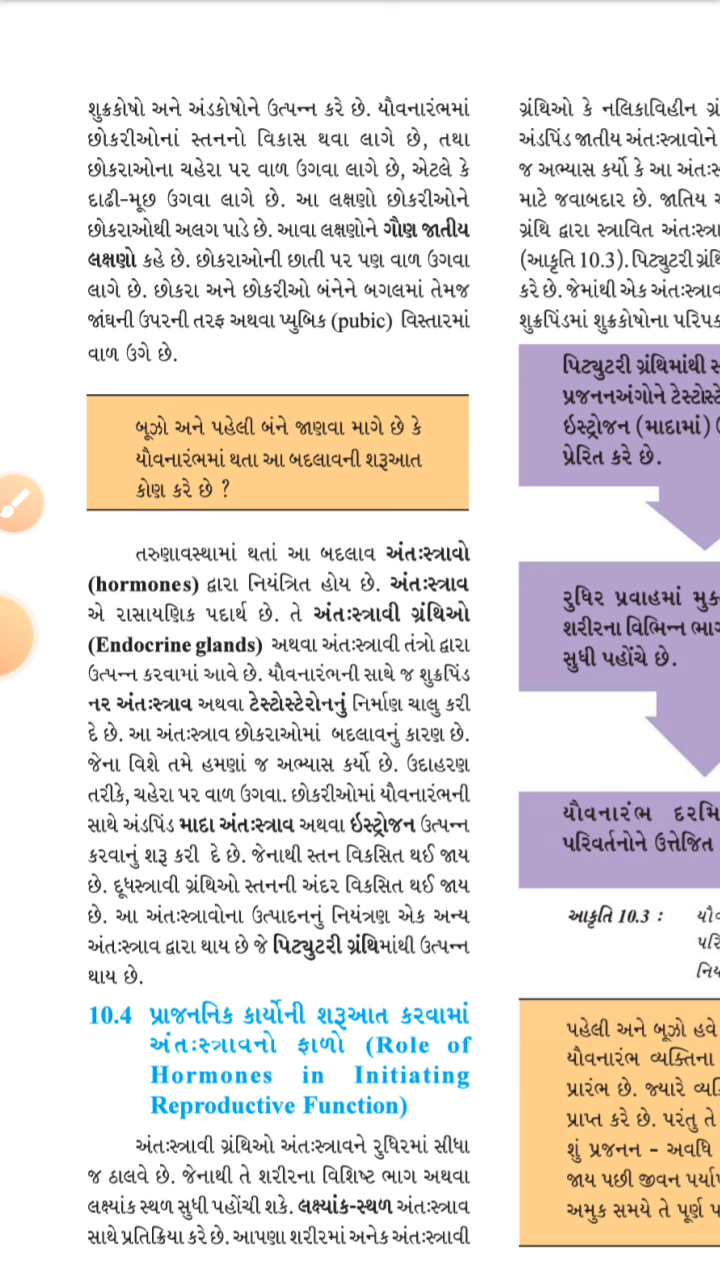 શુક્રકોષો અને અંડકોષોને ઉત્પન્ન કરે છે. યૌવનારંભમાં
છોકરીઓનાં સ્તનનો વિકાસ થવા લાગે છે, તથા
છોકરાઓના ચહેરા પર વાળ ઉગવા લાગે છે, એટલે કે
દાઢી-મૂછ ઉગવા લાગે છે. આ લક્ષણો છોકરીઓને
છોકરાઓથી અલગ પાડે છે. આવા લક્ષણોને ગૌણ જાતીય
લક્ષણો કહે છે. છોકરાઓની છાતી પર પણ વાળ ઉગવા
લાગે છે. છોકરા અને છોકરીઓ બંનેને બગલમાં તેમજ
જાંઘની ઉપરની તરફ અથવા પ્યુબિક (pubic) વિસ્તારમાં
વાળ ઉગે છે.
બૂઝો અને પહેલી બંને જાણવા માગે છે કે
યૌવનારંભમાં થતા આ બદલાવની શરૂઆત
કોણ કરે છે ?
તરુણાવસ્થામાં થતાં આ બદલાવ અંતઃસ્ત્રાવો
(hormones) દ્વારા નિયંત્રિત હોય છે. અંતઃસ્ત્રાવ
એ રાસાયણિક પદાર્થ છે. તે અંતઃસ્ત્રાવી ગ્રંથિઓ
(Endocrine glands) અથવા અંતઃસ્ત્રાવી તંત્રો દ્વારા
ઉત્પન્ન કરવામાં આવે છે. યૌવનારંભની સાથે જ શુક્રપિંડ
નર અંતઃસ્ત્રાવ અથવા ટેસ્ટોસ્ટેરોનનું નિર્માણ ચાલુ કરી
દે છે. આ અંતઃસ્ત્રાવ છોકરાઓમાં બદલાવનું કારણ છે.
જેના વિશે તમે હમણાં જ અભ્યાસ કર્યો છે. ઉદાહરણ
તરીકે, ચહેરા પર વાળ ઉગવા. છોકરીઓમાં યૌવનારંભની
સાથે અંડપિંડ માદા અંતઃસ્ત્રાવ અથવા ઇસ્ટ્રોજન ઉત્પન્ન
કરવાનું શરૂ કરી દે છે. જેનાથી સ્તન વિકસિત થઈ જાય
છે. દૂધસ્ત્રાવી ગ્રંથિઓ સ્તનની અંદર વિકસિત થઈ જાય
છે. આ અંતઃસ્ત્રાવોના ઉત્પાદનનું નિયંત્રણ એક અન્ય
અંતઃસ્ત્રાવ દ્વારા થાય છે જે પિટ્યુટરી ગ્રંથિમાંથી ઉત્પન્ન
થાય છે.
10.4 પ્રાજનનિક કાર્યોની શરૂઆત કરવામાં
અંતઃસ્ત્રાવનો ફાળો (Role of
Hormones in Initiating
Reproductive Function)
અંતઃસ્ત્રાવી ગ્રંથિઓ અંતઃસ્ત્રાવને રુધિરમાં સીધા
જ ઠાલવે છે. જેનાથી તે શરીરના વિશિષ્ટ ભાગ અથવા
લક્ષ્યાંક સ્થળ સુધી પહોંચી શકે. લક્ષ્યાંક-સ્થળ અંતઃસ્ત્રાવ
સાથે પ્રતિક્રિયા કરે છે. આપણા શરીરમાં અનેક અંતઃસ્ત્રાવી
ગ્રંથિઓ કે નલિકાવિહીન
અંડપિંડ જાતીય અંતઃસ્ત્રાવોને
જ અભ્યાસ કર્યો કે આ
માટે જવાબદાર છે. જાતિય
ગ્રંથિ દ્વારા સ્ત્રાવિત
(આકૃતિ 10.3). પિટ્યુટરી
કરે છે. જેમાંથી એક
શુક્રપિંડમાં શુક્રકોષોના
પિટ્યુટરી ગ્રંથિમાંથી
પ્રજનનઅંગોને
ઇસ્ટ્રોજન (માદામાં)
પ્રેરિત કરે છે.
રુધિર પ્રવાહમાં
શરીરના વિભિન્ન
સુધી પહોંચે છે.
યૌવનારંભ
પરિવર્તનોને ઉત્તેજિત
આકૃતિ 10.3 :
પહેલી અને બૂઝો હવે
યૌવનારંભ વ્યક્તિના
પ્રારંભ છે. જ્યારે
પ્રાપ્ત કરે છે. પરંતુ તે
શું પ્રજનન - અવધિ
જાય પછી જીવન
અમુક સમયે તે પૂર્ણ